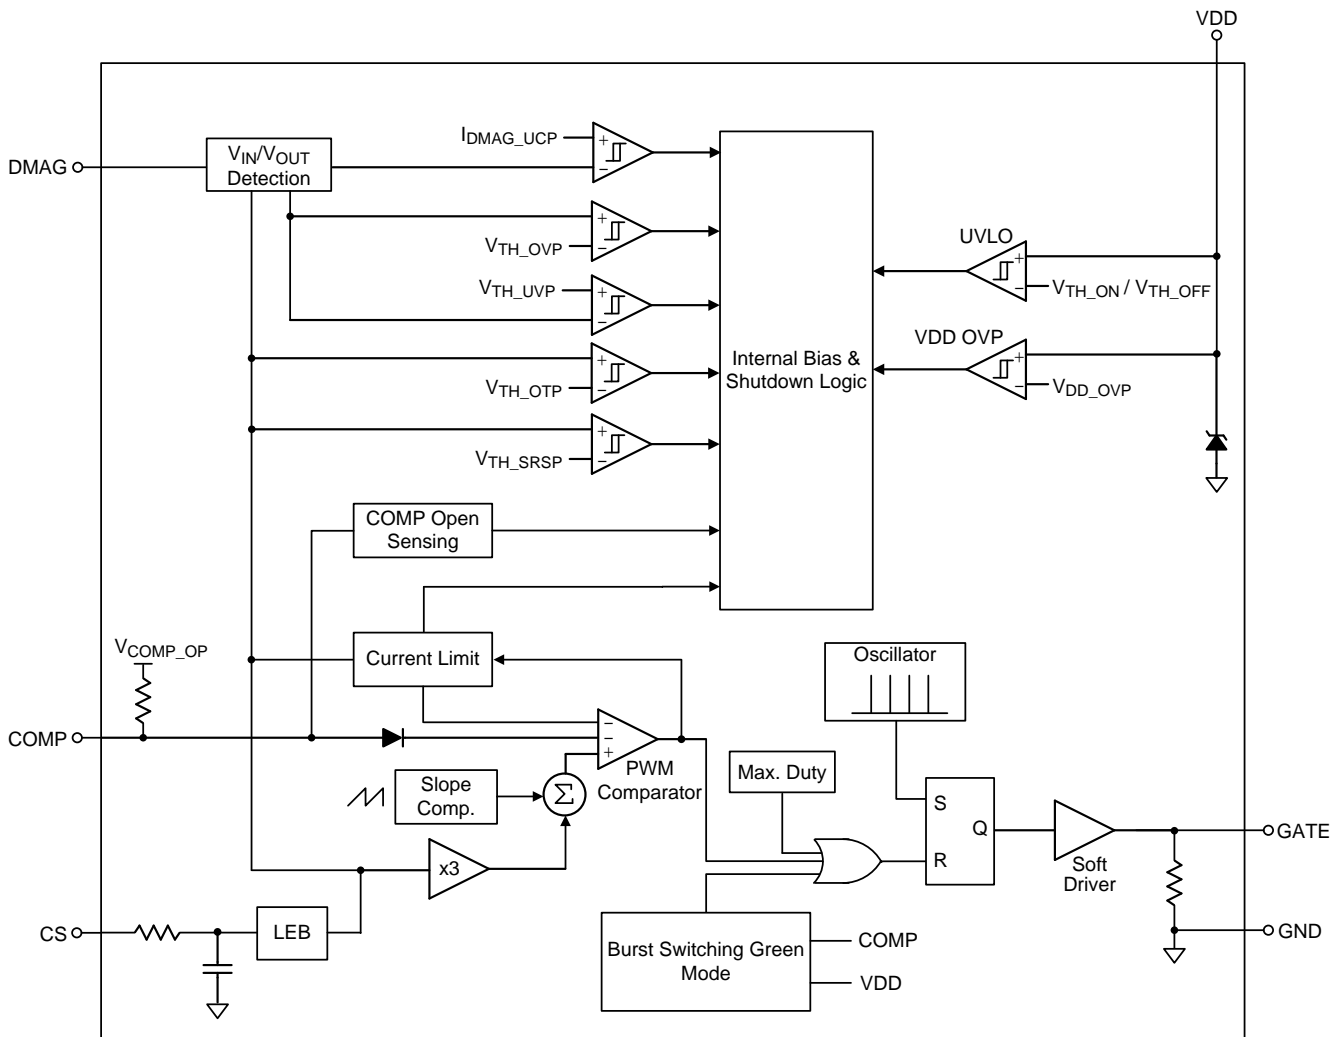 VDD
DMAG
VIN/VOUT
Detection
IDMAG_UCP
+
−
+
VTH_OVP
−
VTH_UVP
+
−
+
VTH_OTP
−
+
VTH_SRSP
−
Internal Bias &
Shutdown Logic
UVLO
+
−
VTH_ON / VTH_OFF
VDD OVP
+
−
VDD_OVP
COMP Open
Sensing
VCOMP_OP
Current Limit
COMP
−
−
+
PWM
Comparator
Slope
Comp.
Σ
x3
Oscillator
Max. Duty
S
Q
R
Soft
Driver
GATE
GND
CS
LEB
Burst Switching Green
Mode
COMP
VDD